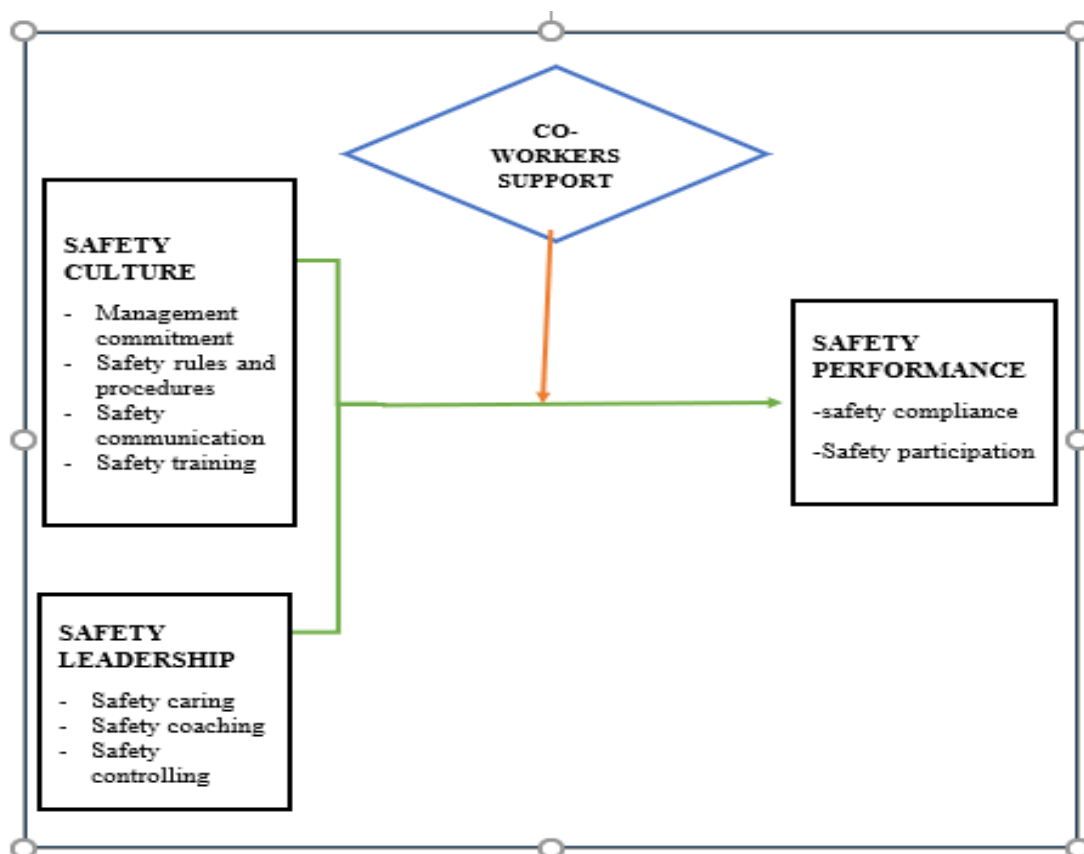 CO-
WORKERS
SUPPORT
SAFETY
CULTURE
- Management
commitment
- Safety rules and
procedures
- Safety
communication
- Safety training
SAFETY
PERFORMANCE
-safety compliance
-Safety participation
SAFETY
LEADERSHIP
- Safety caring
- Safety coaching
- Safety
controlling